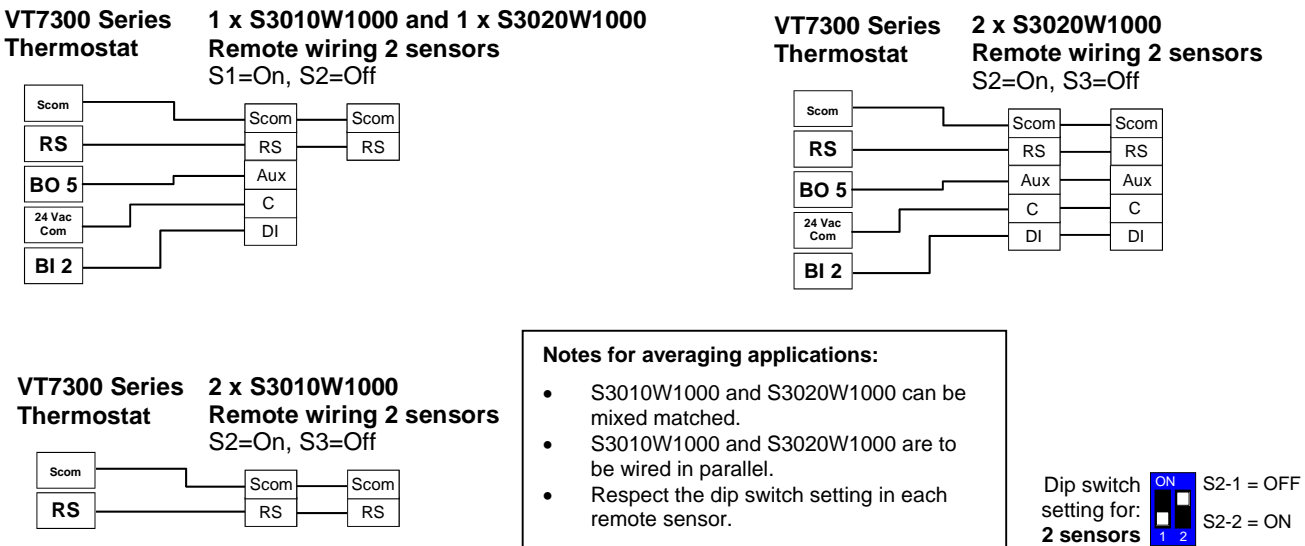 VT7300 Series Thermostat
1 x S3010W1000 and 1 x S3020W1000
Remote wiring 2 sensors
S1=On, S2=Off
Scom
RS
BO 5
24 Vac
Com
BI 2
Scom
RS
Aux
C
DI
Scom
RS
VT7300 Series Thermostat
2 x S3020W1000
Remote wiring 2 sensors
S2=On, S3=Off
Scom
RS
BO 5
24 Vac
Com
BI 2
Scom
RS
Aux
C
DI
Scom
RS
Aux
C
DI
VT7300 Series Thermostat
2 x S3010W1000
Remote wiring 2 sensors
S2=On, S3=Off
Scom
RS
Scom
RS
Scom
RS
Notes for averaging applications:
• S3010W1000 and S3020W1000 can be
mixed matched.
• S3010W1000 and S3020W1000 are to
be wired in parallel.
• Respect the dip switch setting in each
remote sensor.
Dip switch
setting for:
2 sensors
ON
1 2
S2-1 = OFF
S2-2 = ON